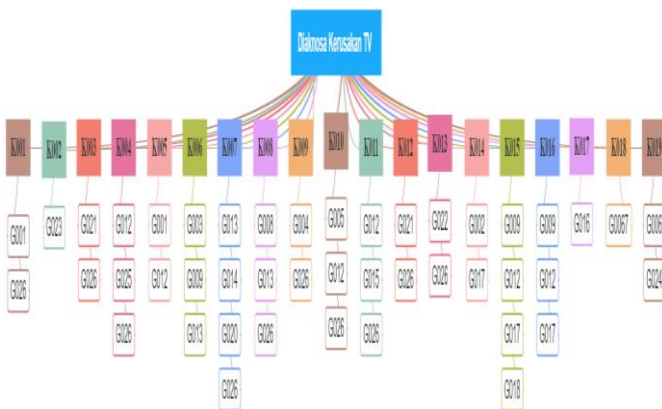 Diaknosa Kerusakan TV
K001 K002 K003 K004 K005 K006 K007 K008 K009 K010 K011 K012 K013 K014 K015 K016 K017 K018 K019
G001 G023 G021 G012 G001 G003 G013 G008 G004 G005 G012 G021 G022 G002 G009 G009 G016 G0067 G006
G026 G026 G025 G012 G009 G014 G013 G026 G012 G015 G026 G026 G017 G012 G012 G024
G026 G013 G020 G026 G026 G026 G017 G017
G026 G018